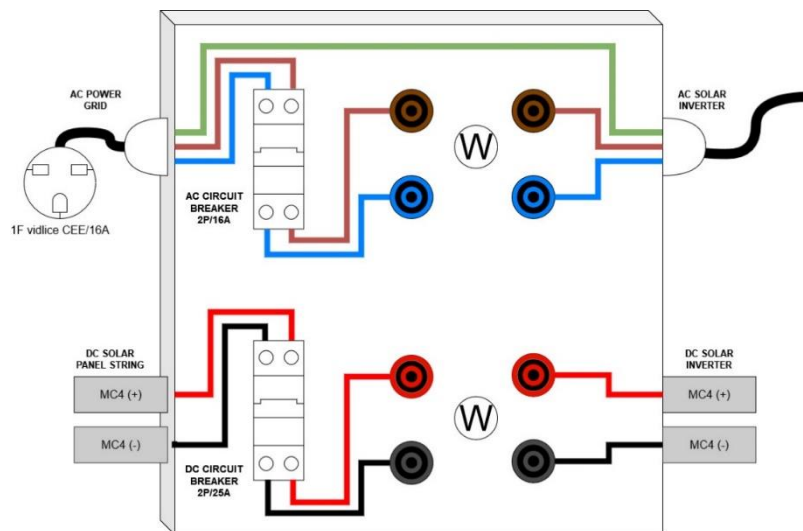 AC POWER
GRID
1F vidlice CEE/16A
AC CIRCUIT
BREAKER
2P/16A
W
AC SOLAR
INVERTER
DC SOLAR
PANEL STRING
MC4 (+)
MC4 (-)
DC CIRCUIT
BREAKER
2P/25A
W
DC SOLAR
INVERTER
MC4 (+)
MC4 (-)